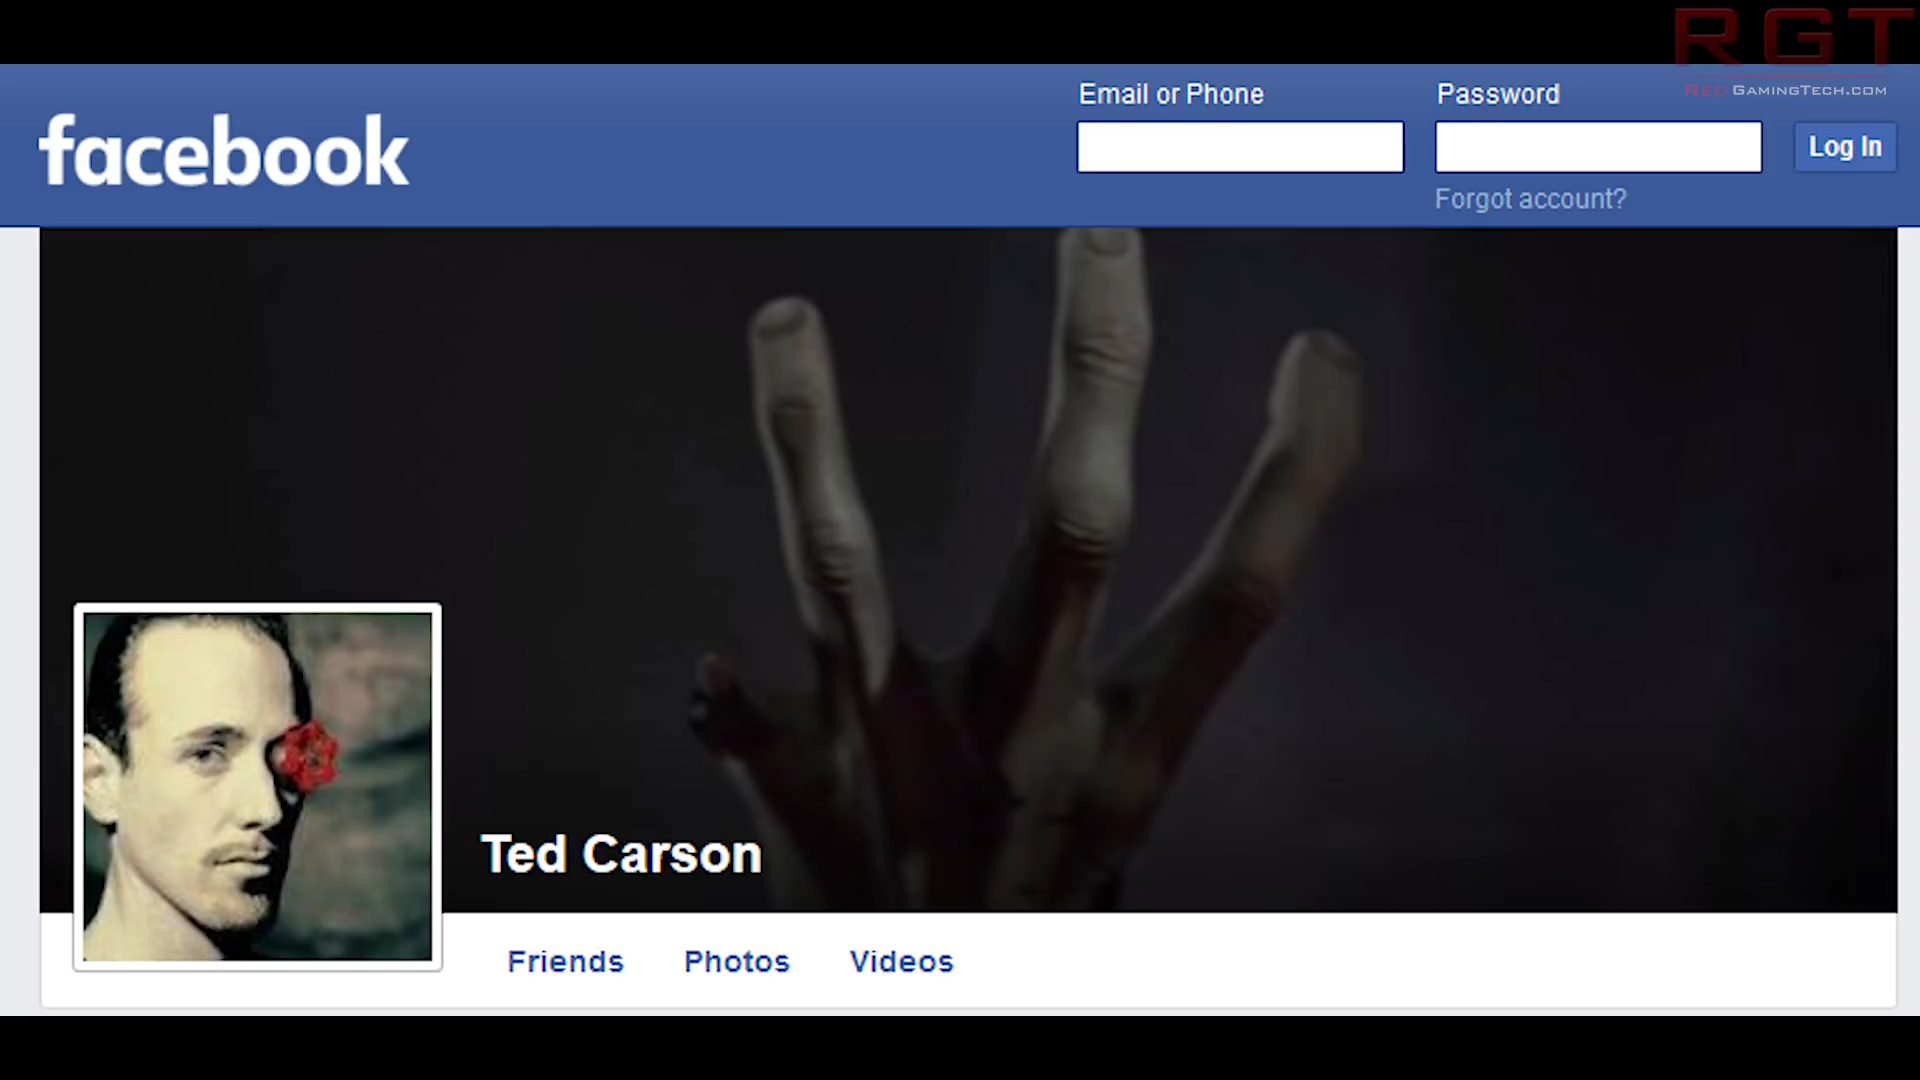 RGT
RED GAMINGTECH.COM
Email or Phone
Password
facebook
Log In
Forgot account?
Ted Carson
Friends
Photos
Videos